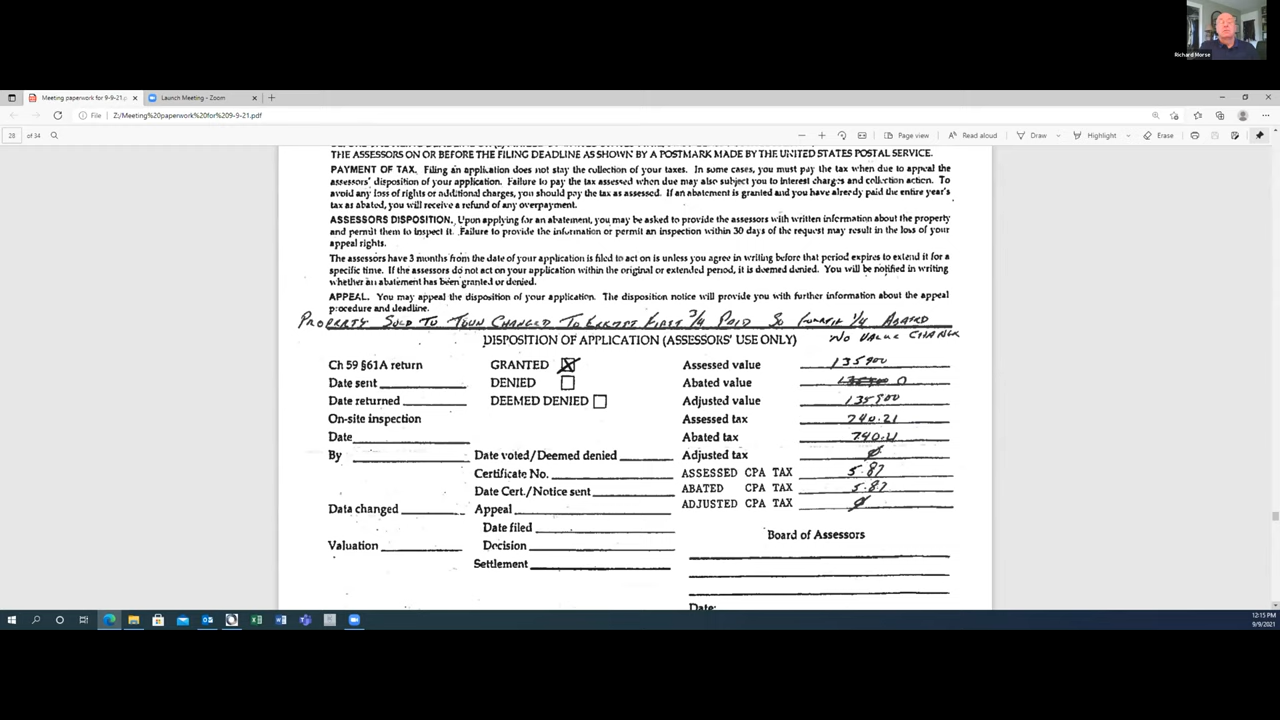 Richard Morse
Meeting paperwork for 9-9-21.p
Launch Meeting - Zoom
File Z:/Meeting%20paperwork%20for%209-9-21.pdf
28 of 34 Page view Read aloud Draw Highlight Erase
THE ASSESSORS ON OR BEFORE THE FILING DEADLINE AS SHOWN BY A POSTMARK MADE BY THE UNITED STATES POSTAL SERVICE.
PAYMENT OF TAX. Filing an application does not stay the collection of your taxes. In some cases, you must pay the tax when due to appeal the
assessors' disposition of your application. Failure to pay the tax assessed when due may also subject you to interest charges and collection action. To
avoid any loss of rights or additional charges, you should pay the tax as assessed. If an abatement is granted and you have already paid the entire year's
tax as abated, you will receive a refund of any overpayment.
ASSESSORS DISPOSITION. Upon applying for an abatement, you may be asked to provide the assessors with written information about the property
and permit them to inspect it. Failure to provide the information or permit an inspection within 30 days of the request may result in the loss of your
appeal rights.
The assessors have 3 months from the date of your application is filed to act on is unless you agree in writing before that period expires to extend it for a
specific time. If the assessors do not act on your application within the original or extended period, it is deemed denied. You will be notified in writing
whether an abatement has been granted or denied.
APPEAL. You may appeal the disposition of your application. The disposition notice will provide you with further information about the appeal
procedure and deadline.
PROPERTY SOLD TO TOWN CHANGED TO EXEMPT FIRST 3/4 PAID SO 1/4 ABATED
DISPOSITION OF APPLICATION (ASSESSORS' USE ONLY) NO VALUE CHANGE
Ch 59 §61A return GRANTED X Assessed value 135900
Date sent DENIED Abated value 0
Date returned DEEMED DENIED Adjusted value 135900
On-site inspection Assessed tax 740.21
Date Abated tax 740.21
By Date voted/Deemed denied Adjusted tax Ø
Certificate No. ASSESSED CPA TAX 5.87
Date Cert./Notice sent ABATED CPA TAX 5.87
Data changed Appeal ADJUSTED CPA TAX Ø
Date filed
Board of Assessors
Valuation Decision
Settlement
Date:
12:15 PM
9/9/2021